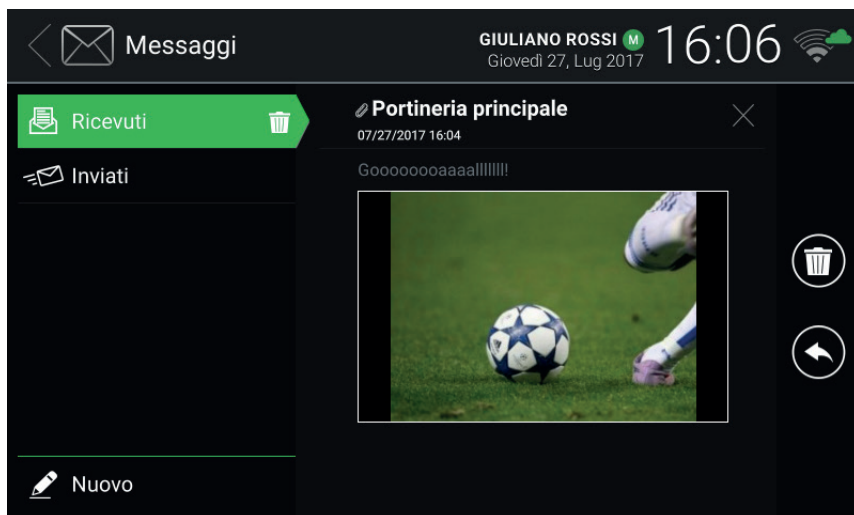 Messaggi
GIULIANO ROSSI M
Giovedì 27, Lug 2017
16:06
Ricevuti
Inviati
Nuovo
Portineria principale
07/27/2017 16:04
Goooooooaaaallllllll!